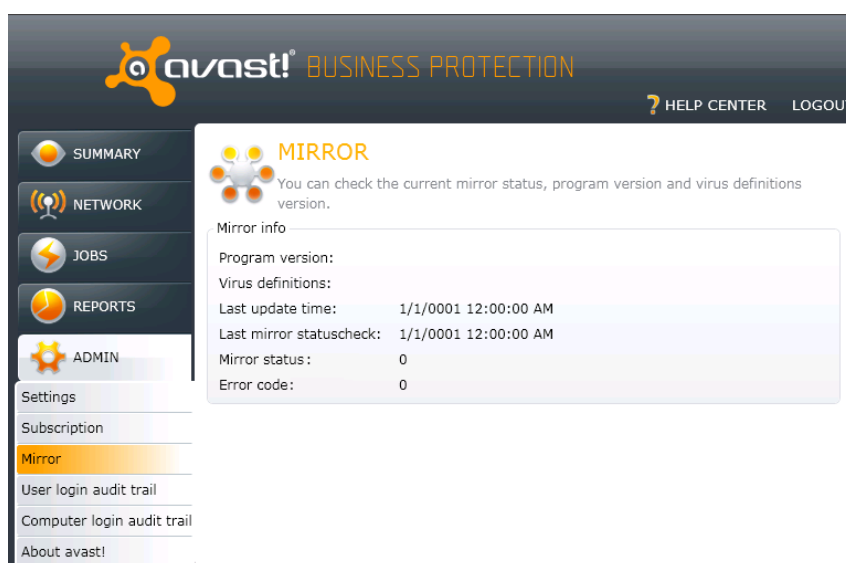 avast!® BUSINESS PROTECTION
? HELP CENTER LOGOU
SUMMARY
NETWORK
JOBS
REPORTS
ADMIN
Settings
Subscription
Mirror
User login audit trail
Computer login audit trail
About avast!
MIRROR
You can check the current mirror status, program version and virus definitions
version.
Mirror info
Program version:
Virus definitions:
Last update time: 1/1/0001 12:00:00 AM
Last mirror statuscheck: 1/1/0001 12:00:00 AM
Mirror status: 0
Error code: 0